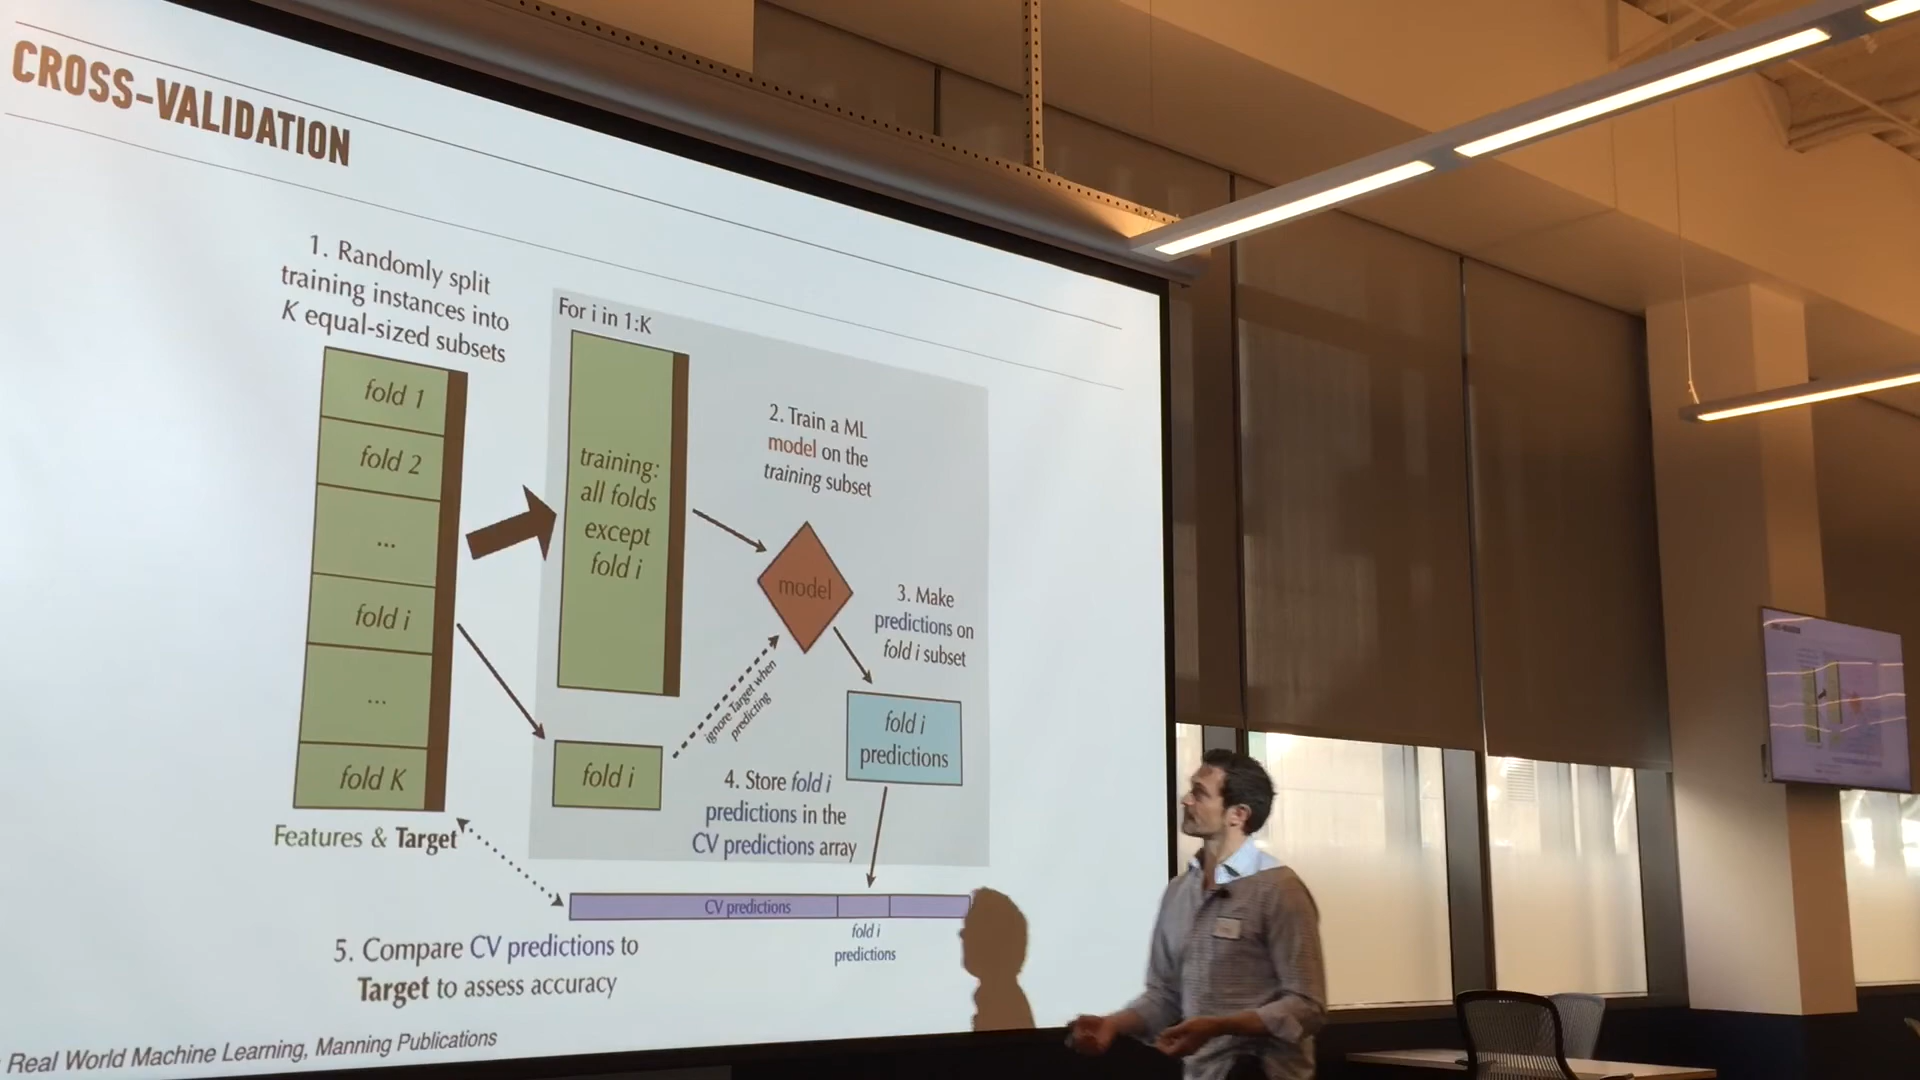 CROSS-VALIDATION
1. Randomly split
training instances into
K equal-sized subsets
fold 1
fold 2
...
fold i
...
fold K
Features & Target
For i in 1:K
training:
all folds
except
fold i
fold i
2. Train a ML
model on the
training subset
model
ignore Target when
predicting
3. Make
predictions on
fold i subset
fold i
predictions
4. Store fold i
predictions in the
CV predictions array
CV predictions
fold i
predictions
5. Compare CV predictions to
Target to assess accuracy
Real World Machine Learning, Manning Publications